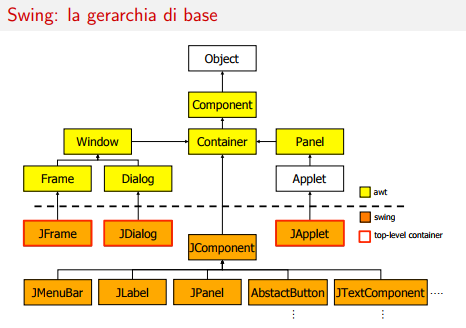 Swing: la gerarchia di base
Object
Component
Window
Container
Panel
Frame
Dialog
Applet
awt
swing
top-level container
JFrame
JDialog
JApplet
JComponent
JMenuBar
JLabel
JPanel
AbstactButton
JTextComponent
....